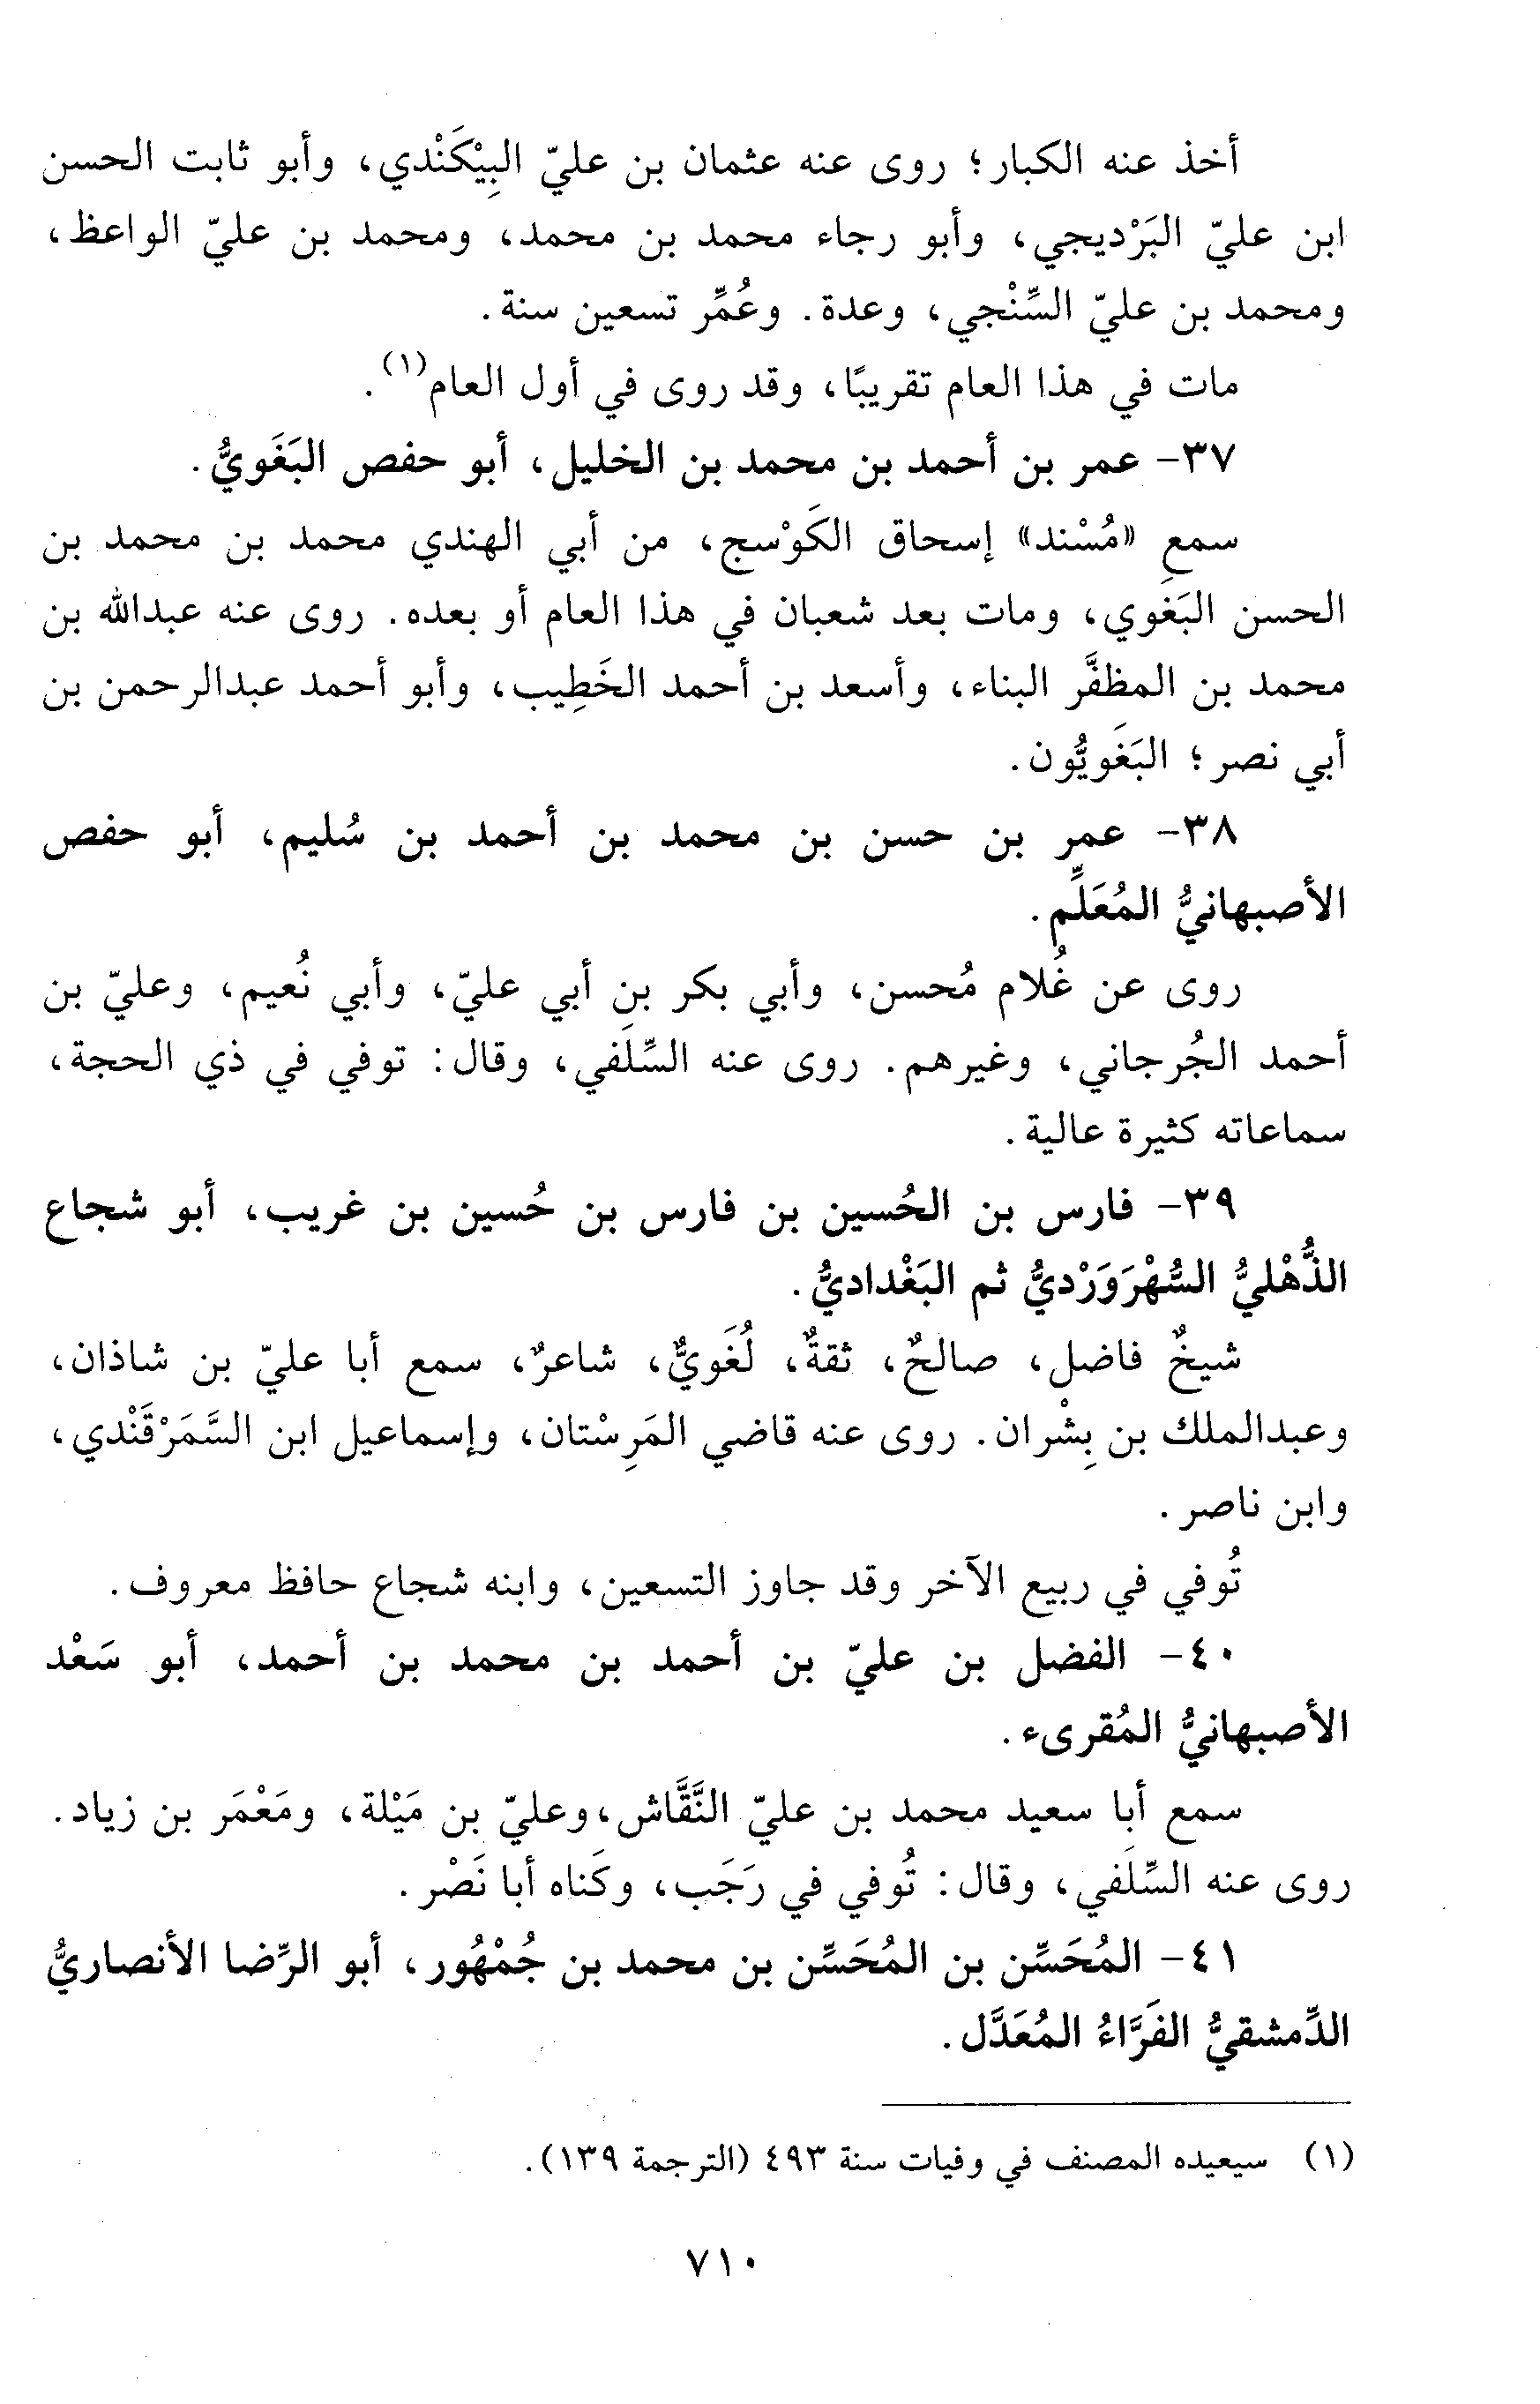 أخذ عنه الكبار؛ روى عنه عثمان بن عليّ البِيْكَنْدي، وأبو ثابت الحسن
ابن عليّ البَرْديجي، وأبو رجاء محمد بن محمد، ومحمد بن عليّ الواعظ،
ومحمد بن عليّ السِّنْجي، وعدة. وعُمِّر تسعين سنة.
مات في هذا العام تقريبًا، وقد روى في أول العام(١).
٣٧- عمر بن أحمد بن محمد بن الخليل، أبو حفص البَغَويُّ.
سمع «مُسْند» إسحاق الكَوْسج، من أبي الهندي محمد بن محمد بن
الحسن البَغَوي، ومات بعد شعبان في هذا العام أو بعده. روى عنه عبدالله بن
محمد بن المظفَّر البناء، وأسعد بن أحمد الخَطِيب، وأبو أحمد عبدالرحمن بن
أبي نصر؛ البَغَويُّون.
٣٨- عمر بن حسن بن محمد بن أحمد بن سُليم، أبو حفص
الأصبهانيُّ المُعَلِّم.
روى عن غُلام مُحسن، وأبي بكر بن أبي عليّ، وأبي نُعيم، وعليّ بن
أحمد الجُرجاني، وغيرهم. روى عنه السِّلَفي، وقال: توفي في ذي الحجة،
سماعاته كثيرة عالية.
٣٩- فارس بن الحُسين بن فارس بن حُسين بن غريب، أبو شجاع
الذُّهْليُّ السُّهْرَوَرْديُّ ثم البَغْداديُّ.
شيخٌ فاضل، صالحٌ، ثقةٌ، لُغَويٌّ، شاعرٌ، سمع أبا عليّ بن شاذان،
وعبدالملك بن بِشْران. روى عنه قاضي المَرِسْتان، وإسماعيل ابن السَّمَرْقَنْدي،
وابن ناصر.
تُوفي في ربيع الآخر وقد جاوز التسعين، وابنه شجاع حافظ معروف.
٤٠- الفضل بن عليّ بن أحمد بن محمد بن أحمد، أبو سَعْد
الأصبهانيُّ المُقرىء.
سمع أبا سعيد محمد بن عليّ النَّقَّاش، وعليّ بن مَيْلة، ومَعْمَر بن زياد.
روى عنه السِّلَفي، وقال: تُوفي في رَجَب، وكَناه أبا نَصْر.
٤١- المُحَسِّن بن المُحَسِّن بن محمد بن جُمْهُور، أبو الرِّضا الأنصاريُّ
الدِّمشقيُّ الفَرَّاءُ المُعَدَّل.
(١) سيعيده المصنف في وفيات سنة ٤٩٣ (الترجمة ١٣٩).
٧١٠